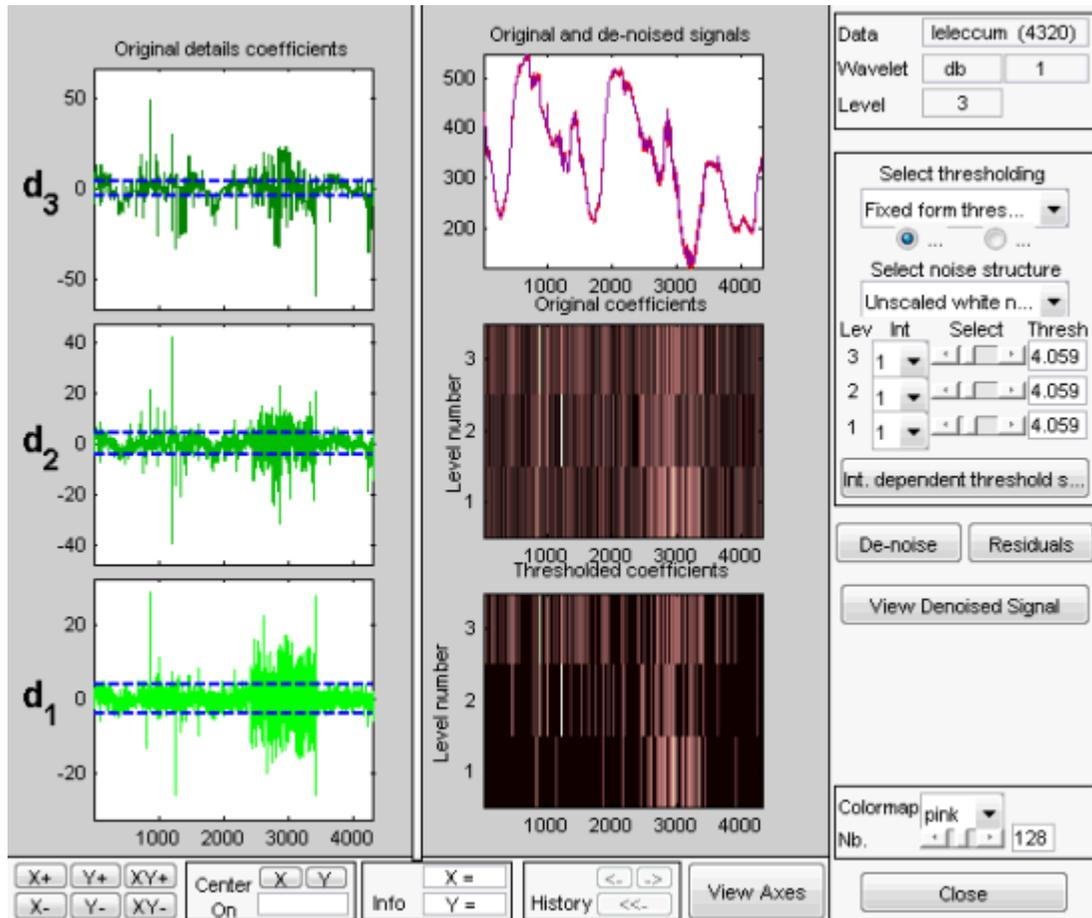 Original details coefficients
50
0
-50
d3
40
20
0
-20
-40
d2
20
0
-20
d1
1000 2000 3000 4000
Original and de-noised signals
500
400
300
200
1000 2000 3000 4000
Original coefficients
Level number
3
2
1
1000 2000 3000 4000
Thresholded coefficients
Level number
3
2
1
1000 2000 3000 4000
Data leleccum (4320)
Wavelet db 1
Level 3
Select thresholding
Fixed form thres...
... ...
Select noise structure
Unscaled white n...
Lev Int Select Thresh
3 1 4.059
2 1 4.059
1 1 4.059
Int. dependent threshold s...
De-noise Residuals
View Denoised Signal
Colormap pink
Nb. 128
Close
X+ Y+ XY+
X- Y- XY-
Center On X Y
Info X =
Y =
History <- ->
<<-
View Axes